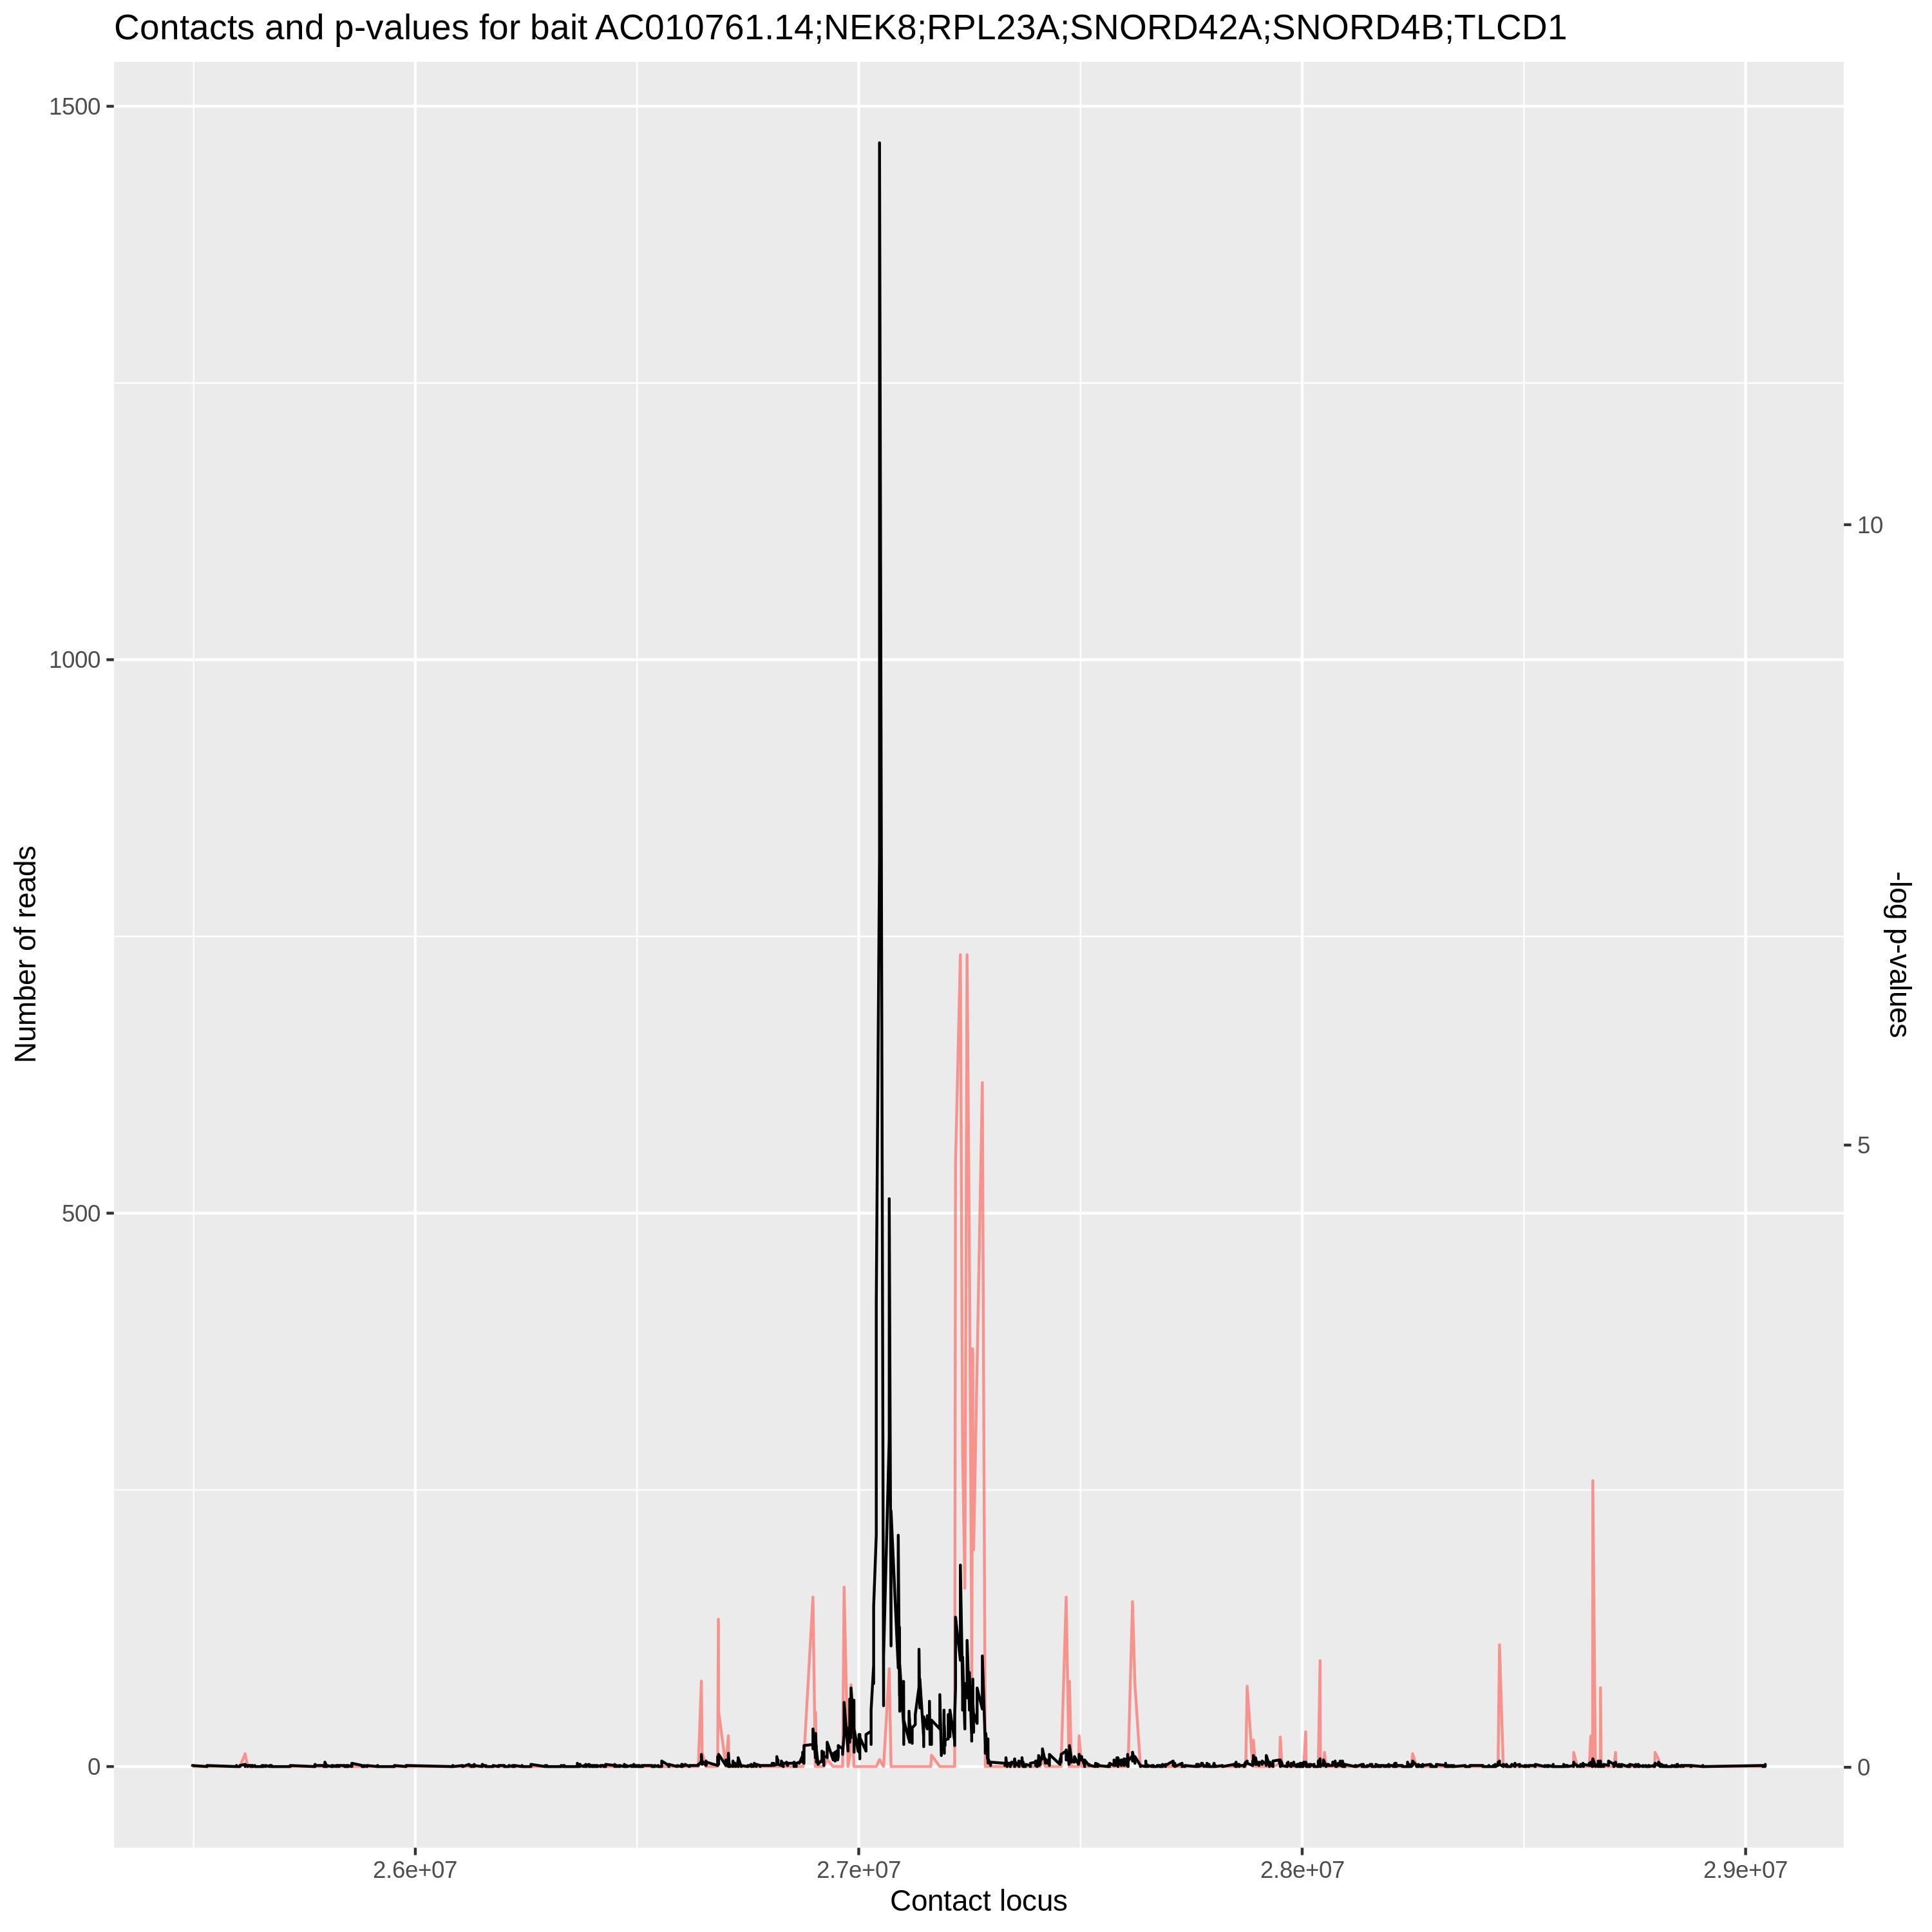 Contacts and p-values for bait AC010761.14;NEK8;RPL23A;SNORD42A;SNORD4B;TLCD1
1500
1000
500
0
Number of reads
10
5
0
-log p-values
2.6e+07
2.7e+07
2.8e+07
2.9e+07
Contact locus